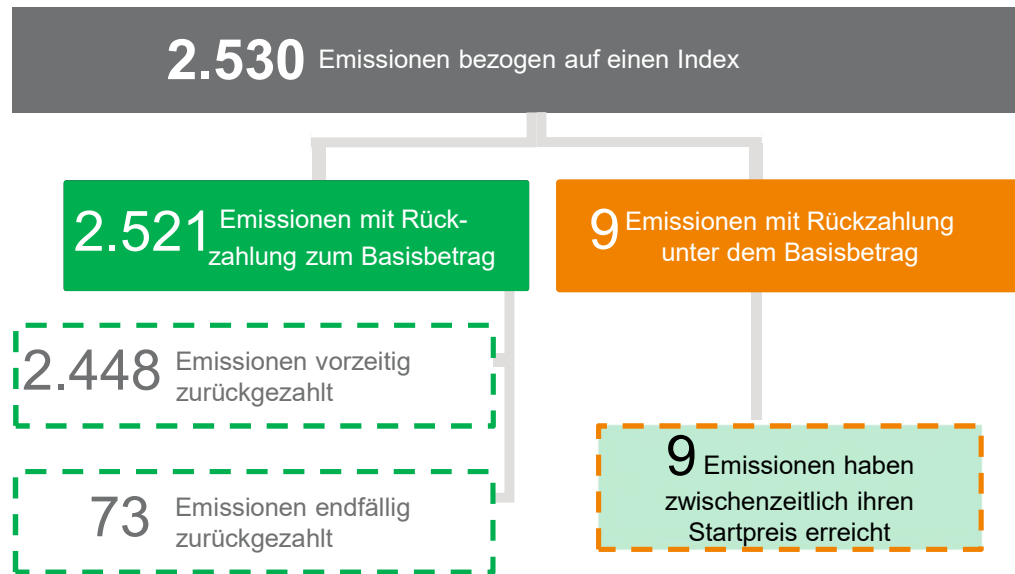 2.530 Emissionen bezogen auf einen Index
2.521 Emissionen mit Rück-
zahlung zum Basisbetrag
9 Emissionen mit Rückzahlung
unter dem Basisbetrag
2.448 Emissionen vorzeitig
zurückgezahlt
73 Emissionen endfällig
zurückgezahlt
9 Emissionen haben
zwischenzeitlich ihren
Startpreis erreicht